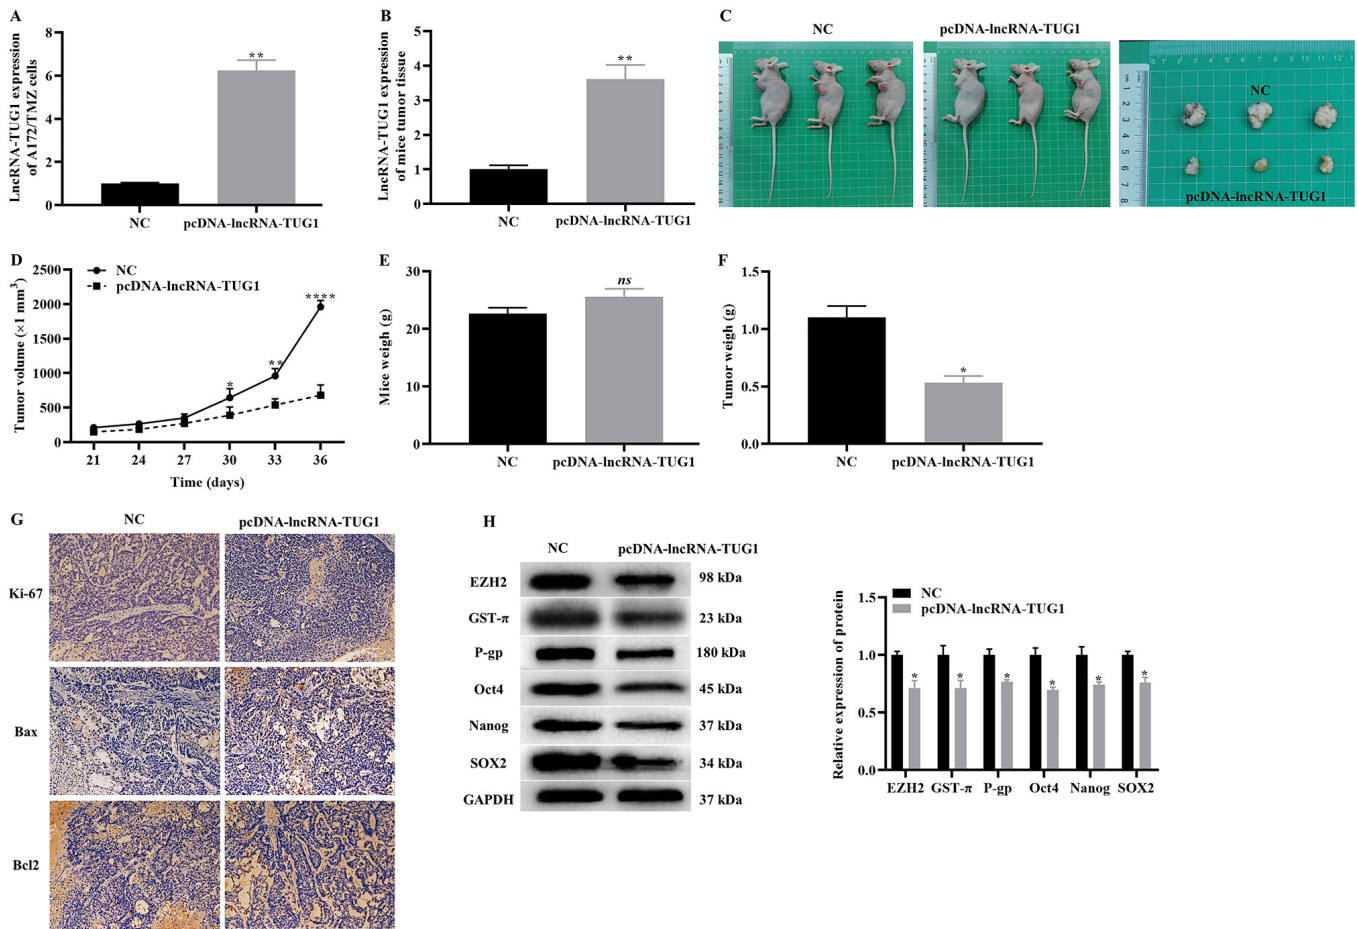 A
LncRNA-TUG1 expression
of A172/TMZ cells
8
6
4
2
0
**
NC
pcDNA-lncRNA-TUG1
B
LncRNA-TUG1 expression
of mice tumor tissue
5
4
3
2
1
0
**
NC
pcDNA-lncRNA-TUG1
C
NC
pcDNA-lncRNA-TUG1
NC
pcDNA-lncRNA-TUG1
D
Tumor volume (×1 mm³)
2500
2000
1500
1000
500
0
NC
pcDNA-lncRNA-TUG1
*
**
****
21 24 27 30 33 36
Time (days)
E
Mice weigh (g)
30
20
10
0
ns
NC
pcDNA-lncRNA-TUG1
F
Tumor weigh (g)
1.5
1.0
0.5
0.0
*
NC
pcDNA-lncRNA-TUG1
G
NC
pcDNA-lncRNA-TUG1
Ki-67
Bax
Bcl2
H
NC
pcDNA-lncRNA-TUG1
EZH2 98 kDa
GST-π 23 kDa
P-gp 180 kDa
Oct4 45 kDa
Nanog 37 kDa
SOX2 34 kDa
GAPDH 37 kDa
Relative expression of protein
1.5
1.0
0.5
0.0
NC
pcDNA-lncRNA-TUG1
* * * * * *
EZH2 GST-π P-gp Oct4 Nanog SOX2